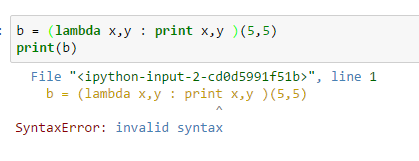 b = (lambda x,y : print x,y )(5,5)
print(b)
File "<ipython-input-2-cd0d5991f51b>", line 1
b = (lambda x,y : print x,y )(5,5)
^
SyntaxError: invalid syntax